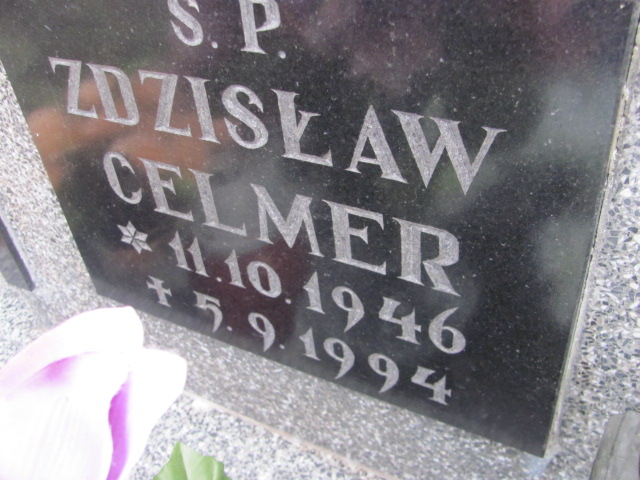 Ś.P.
ZDZISŁAW
CELMER
* 11.10.1946
✝ 5.9.1994